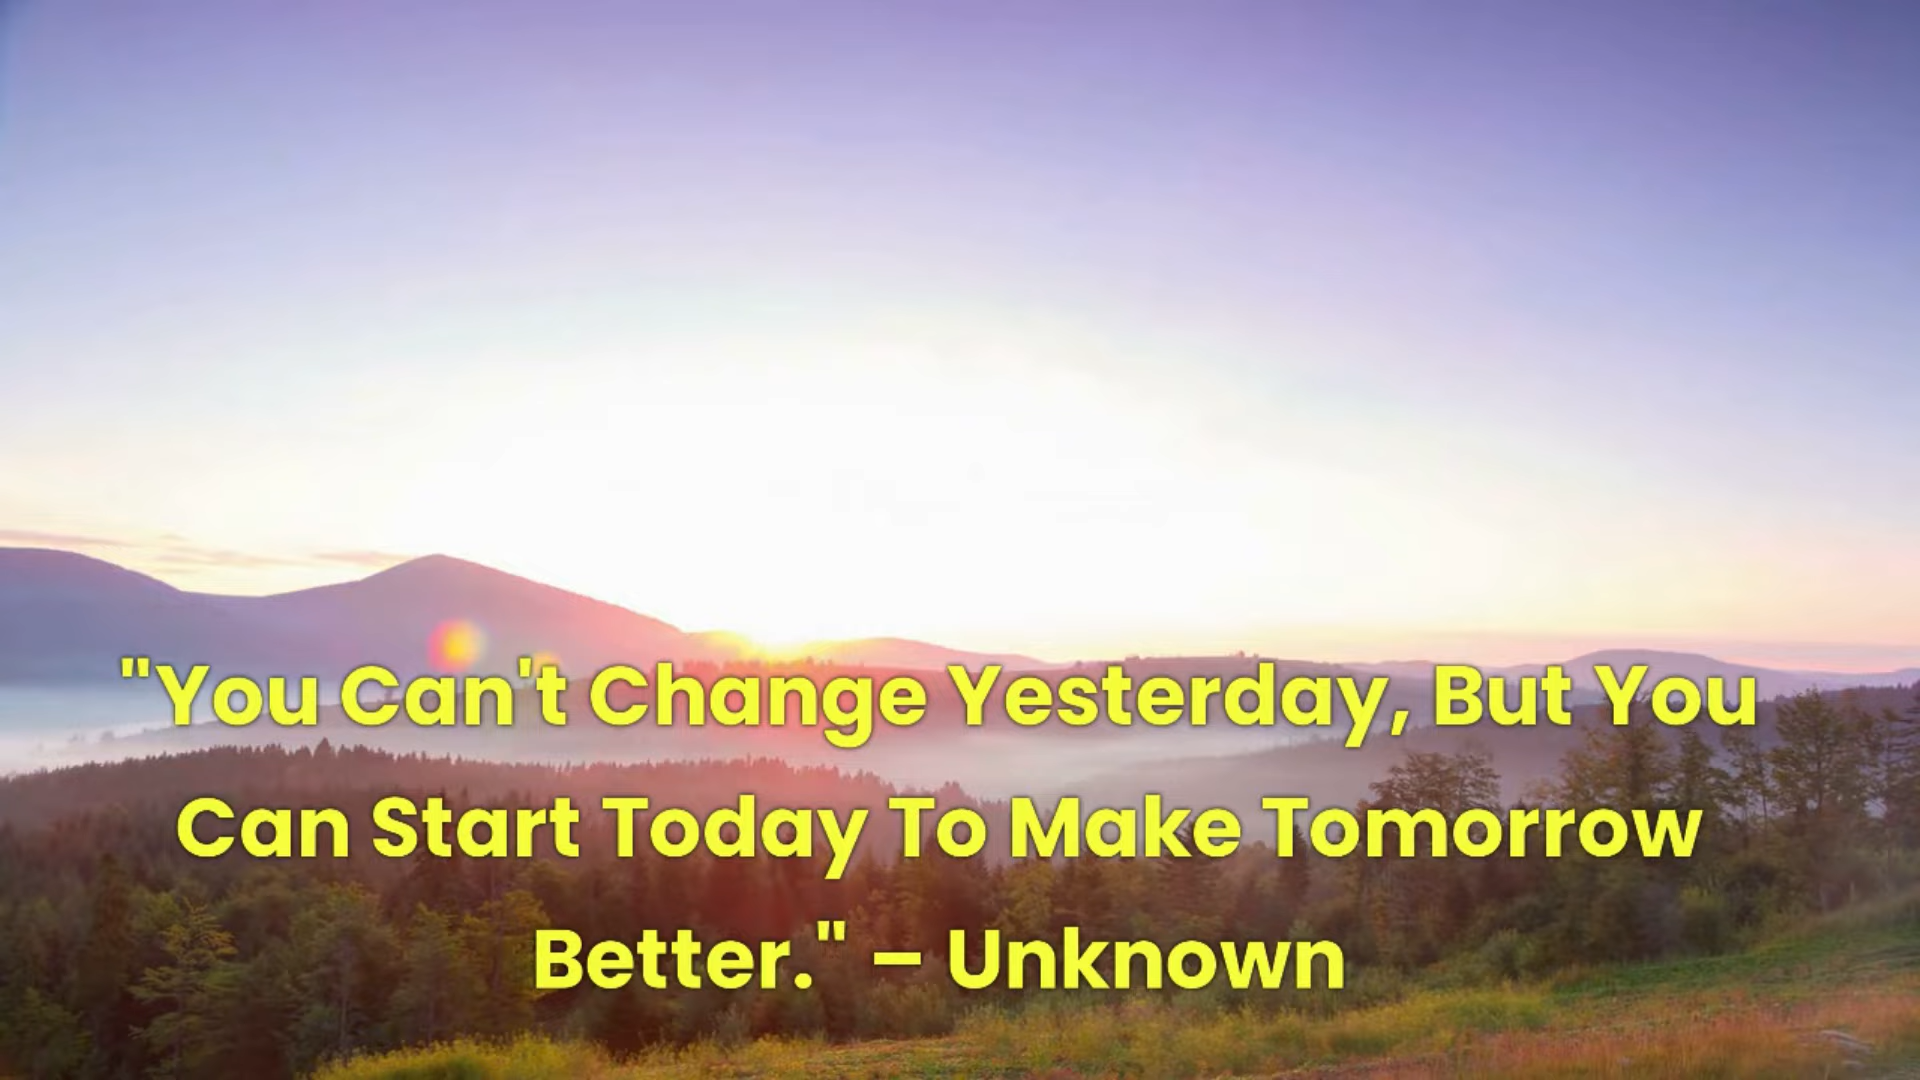 "You Can't Change Yesterday, But You
Can Start Today To Make Tomorrow
Better." – Unknown